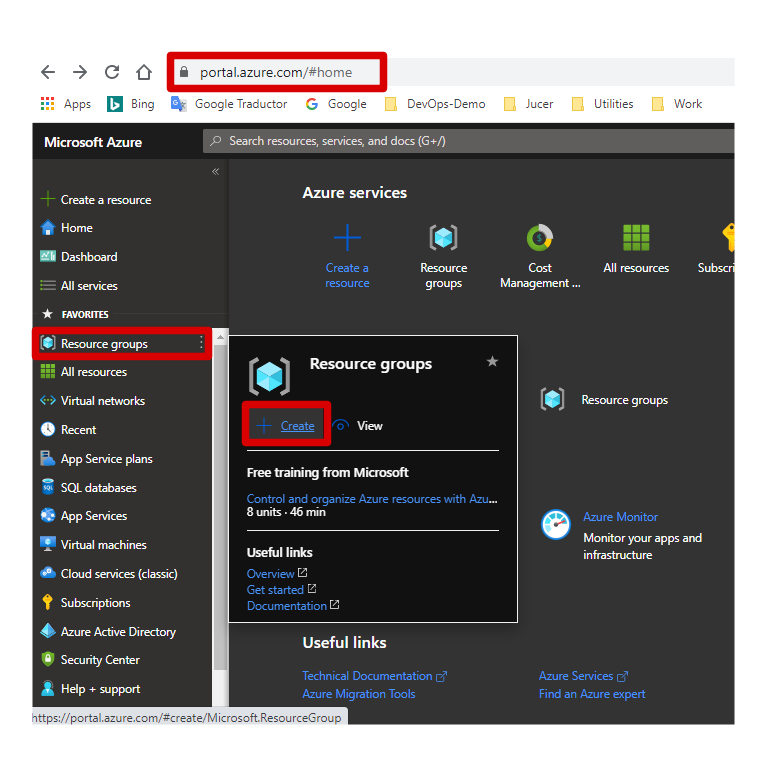 portal.azure.com/#home
Apps Bing Google Traductor Google DevOps-Demo Jucer Utilities Work
Microsoft Azure
Search resources, services, and docs (G+/)
«
Create a resource
Home
Dashboard
All services
FAVORITES
Resource groups
All resources
Virtual networks
Recent
App Service plans
SQL databases
App Services
Virtual machines
Cloud services (classic)
Subscriptions
Azure Active Directory
Security Center
Help + support
Azure services
Create a
resource
Resource
groups
Cost
Management ...
All resources
Subscri
Resource groups
Create View
Free training from Microsoft
Control and organize Azure resources with Azu...
8 units · 46 min
Useful links
Overview
Get started
Documentation
Resource groups
Azure Monitor
Monitor your apps and
infrastructure
Useful links
Technical Documentation
Azure Migration Tools
Azure Services
Find an Azure expert
https://portal.azure.com/#create/Microsoft.ResourceGroup